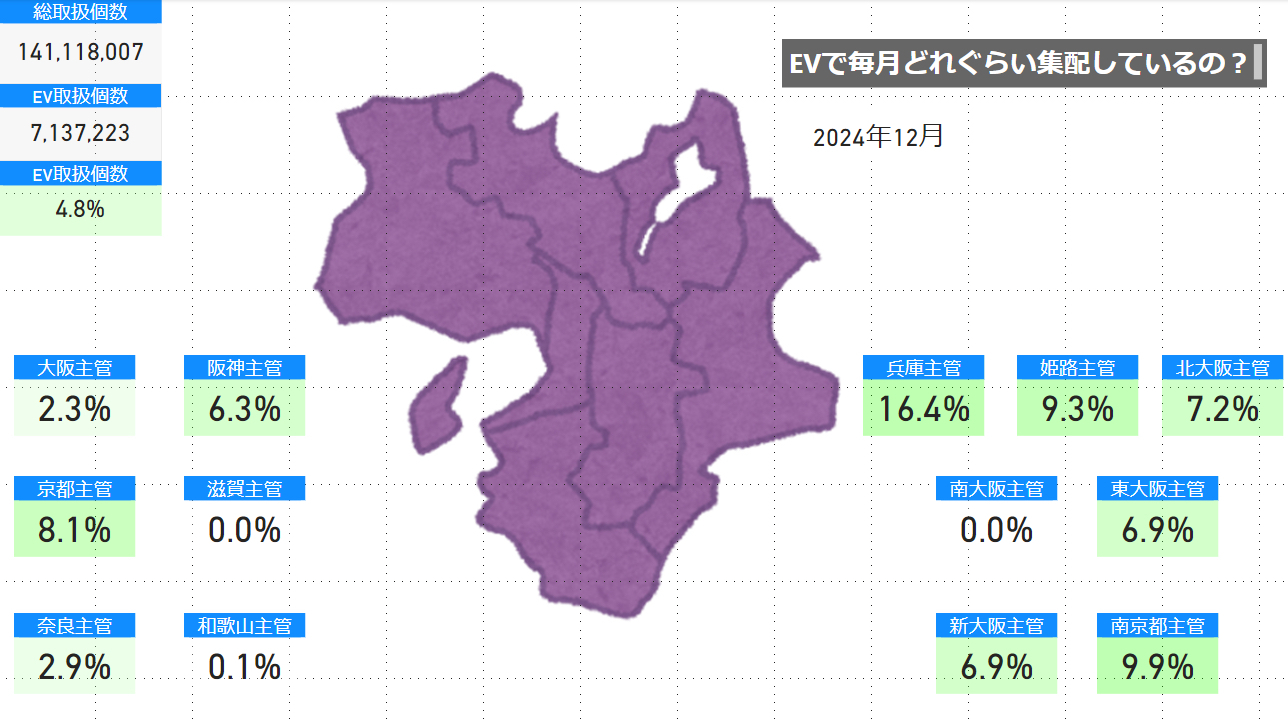 総取扱個数
141,118,007
EV取扱個数
7,137,223
EV取扱個数
4.8%
EVで毎月どれぐらい集配しているの？
2024年12月
大阪主管
2.3%
阪神主管
6.3%
兵庫主管
16.4%
姫路主管
9.3%
北大阪主管
7.2%
京都主管
8.1%
滋賀主管
0.0%
南大阪主管
0.0%
東大阪主管
6.9%
奈良主管
2.9%
和歌山主管
0.1%
新大阪主管
6.9%
南京都主管
9.9%